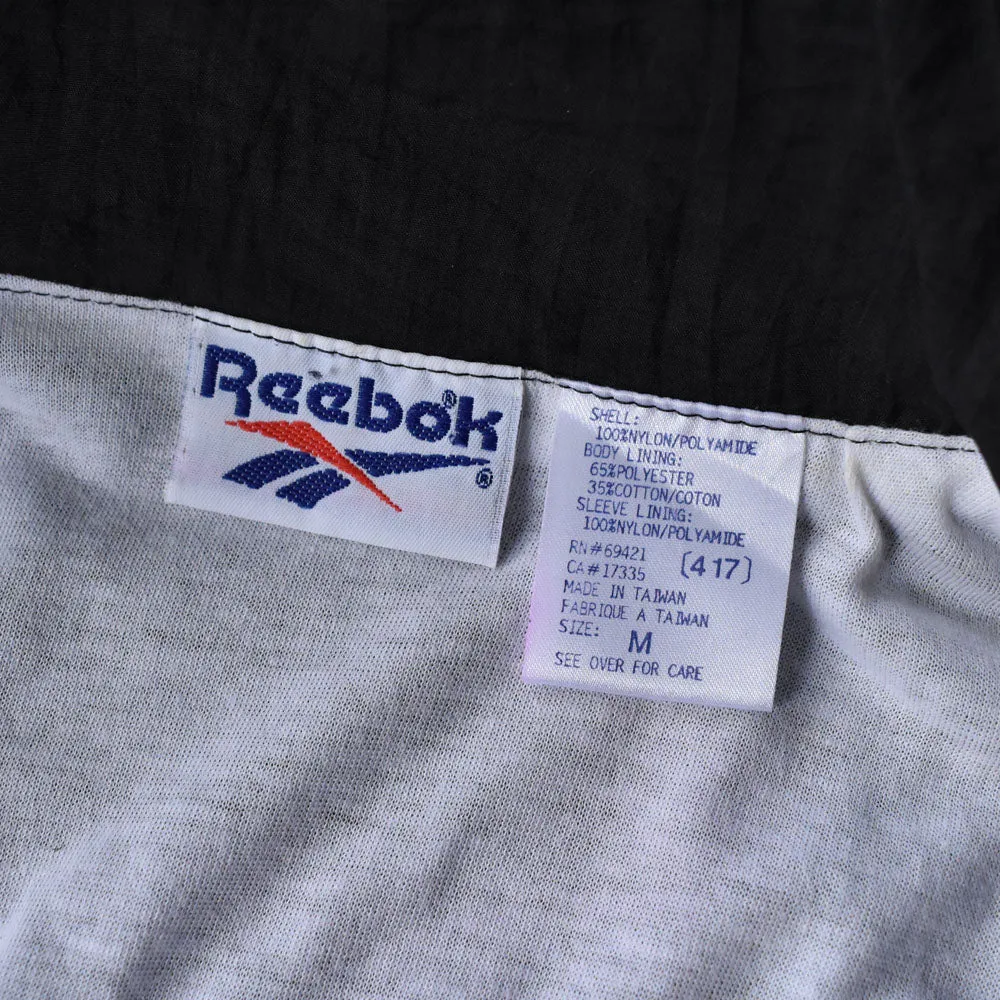 Reebok®
®
SHELL:
100%NYLON/POLYAMIDE
BODY LINING:
65%POLYESTER
35%COTTON/COTON
SLEEVE LINING:
100%NYLON/POLYAMIDE
RN#69421
CA#17335 (417)
MADE IN TAIWAN
FABRIQUE A TAIWAN
SIZE: M
SEE OVER FOR CARE